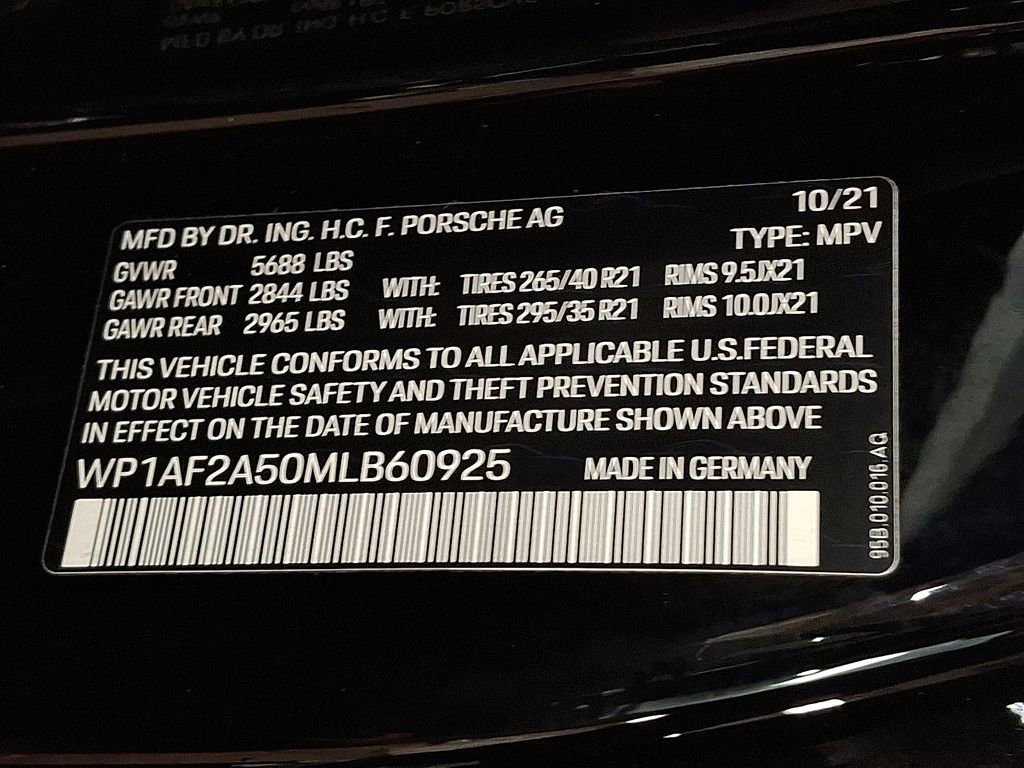 MFD BY DR. ING. H.C. F. PORSCHE AG 10/21
TYPE: MPV
GVWR 5688 LBS
GAWR FRONT 2844 LBS WITH: TIRES 265/40 R21 RIMS 9.5JX21
GAWR REAR 2965 LBS WITH: TIRES 295/35 R21 RIMS 10.0JX21
THIS VEHICLE CONFORMS TO ALL APPLICABLE U.S.FEDERAL
MOTOR VEHICLE SAFETY AND THEFT PREVENTION STANDARDS
IN EFFECT ON THE DATE OF MANUFACTURE SHOWN ABOVE
WP1AF2A50MLB60925 MADE IN GERMANY
95B.010.016.AQ